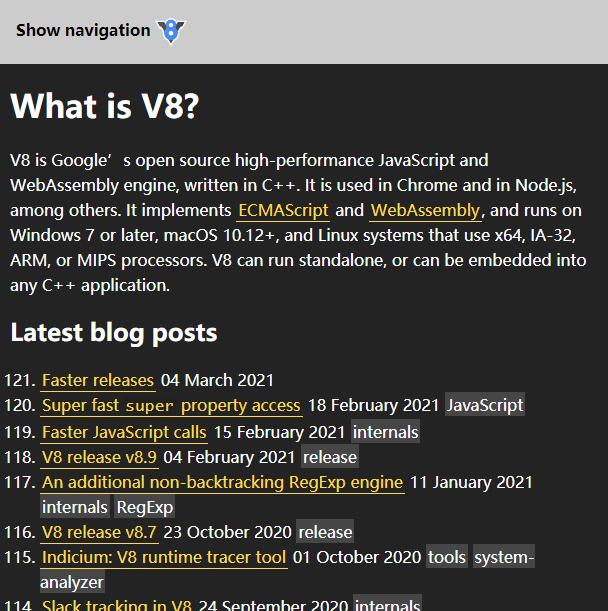 Show navigation
What is V8?
V8 is Google’s open source high-performance JavaScript and
WebAssembly engine, written in C++. It is used in Chrome and in Node.js,
among others. It implements ECMAScript and WebAssembly, and runs on
Windows 7 or later, macOS 10.12+, and Linux systems that use x64, IA-32,
ARM, or MIPS processors. V8 can run standalone, or can be embedded into
any C++ application.
Latest blog posts
121. Faster releases 04 March 2021
120. Super fast super property access 18 February 2021 JavaScript
119. Faster JavaScript calls 15 February 2021 internals
118. V8 release v8.9 04 February 2021 release
117. An additional non-backtracking RegExp engine 11 January 2021
internals RegExp
116. V8 release v8.7 23 October 2020 release
115. Indicium: V8 runtime tracer tool 01 October 2020 tools system-
analyzer
114. Slack tracking in V8 24 September 2020 internals